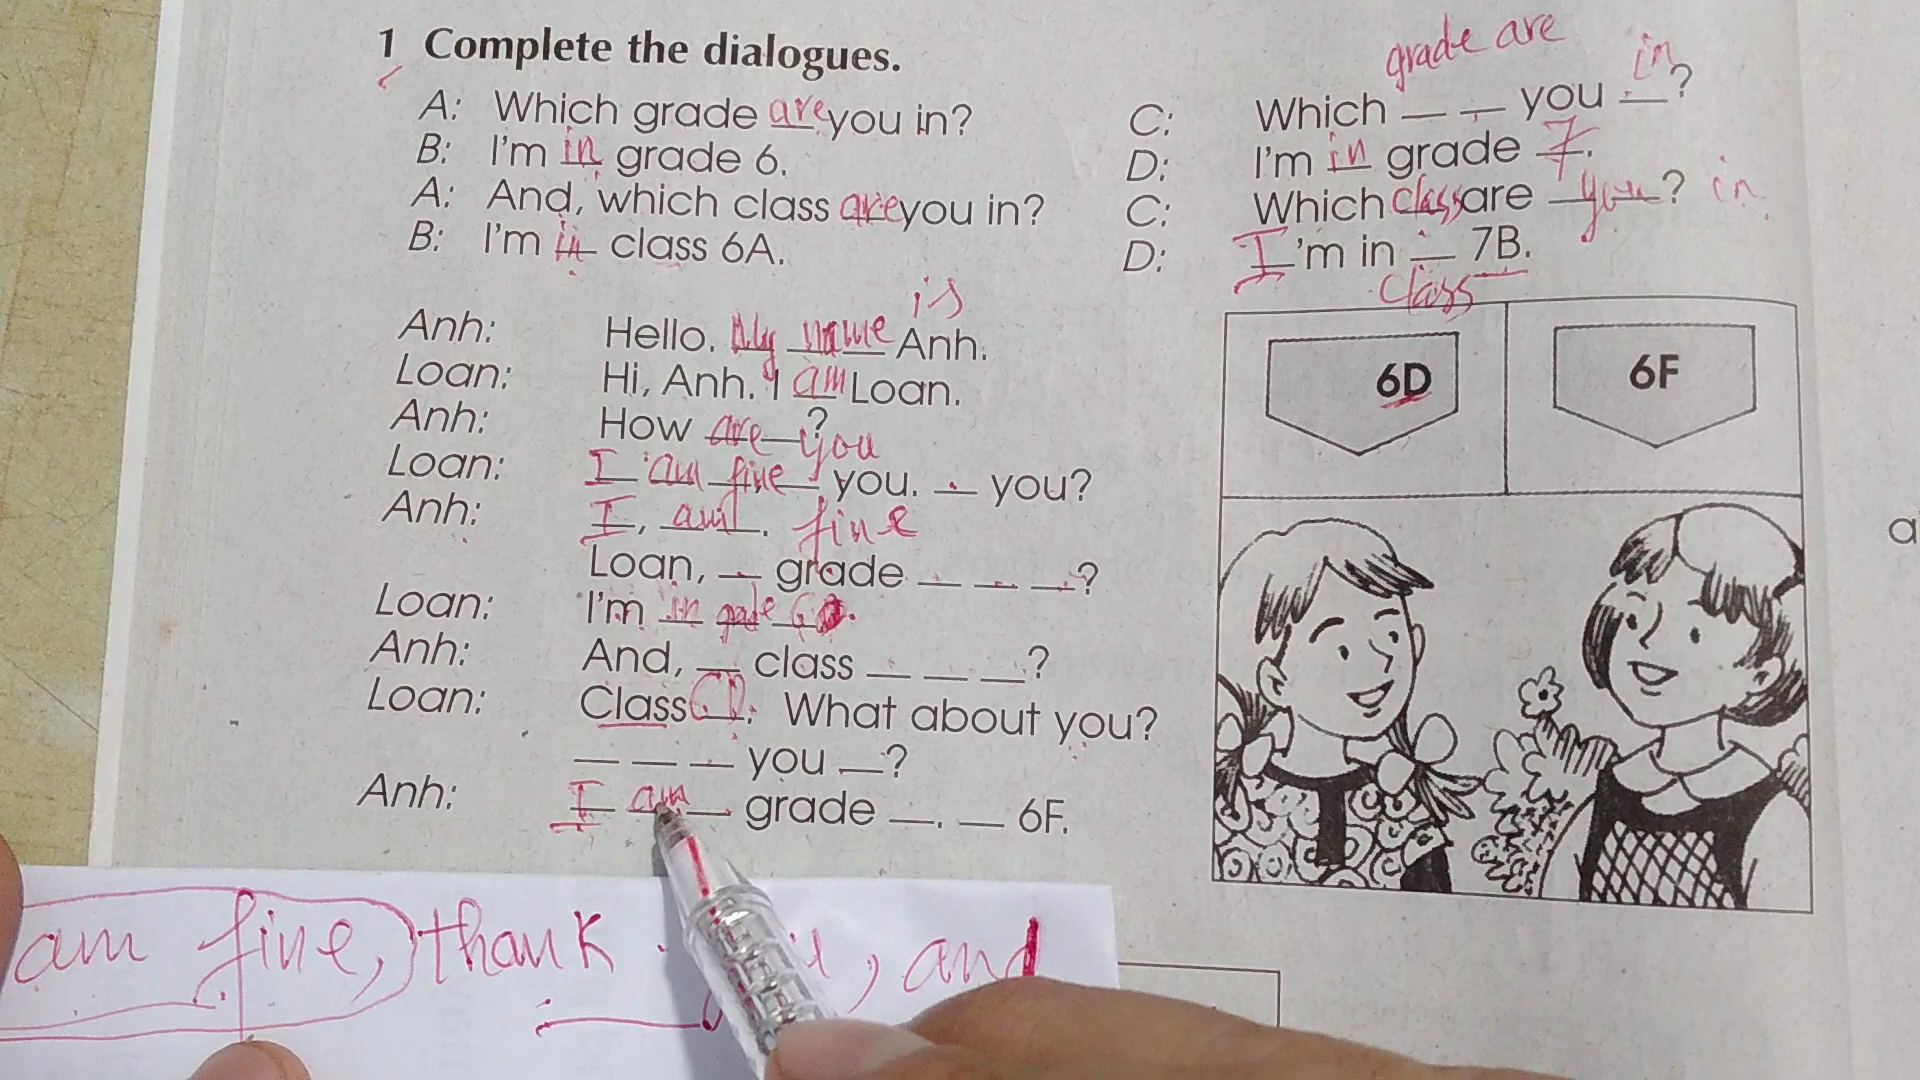 1 Complete the dialogues.
A: Which grade are you in?
B: I'm in grade 6.
A: And, which class are you in?
B: I'm in class 6A.
grade are in
C: Which _ _ you _?
D: I'm in grade 7.
C: Which class are you? in
D: I'm in _ 7B.
class
is
Anh: Hello. My name Anh.
Loan: Hi, Anh. I am Loan.
Anh: How are you?
Loan: I am fine you. _ you?
Anh: I, am. fine
Loan, _ grade _ _ _?
Loan: I'm in grade 6.
Anh: And, _ class _ _ _?
Loan: Class 6D. What about you?
_ _ _ you _?
Anh: I am _ grade _. _ 6F.
6D
6F
a
am fine, thank , and